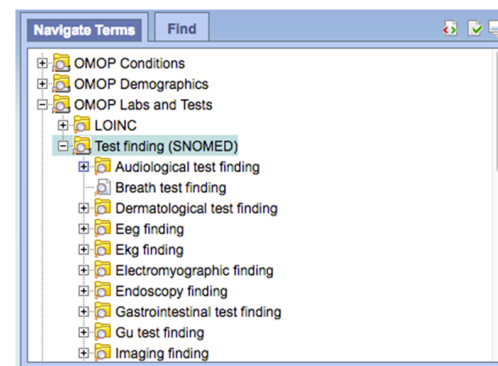 Navigate Terms Find
OMOP Conditions
OMOP Demographics
OMOP Labs and Tests
LOINC
Test finding (SNOMED)
Audiological test finding
Breath test finding
Dermatological test finding
Eeg finding
Ekg finding
Electromyographic finding
Endoscopy finding
Gastrointestinal test finding
Gu test finding
Imaging finding